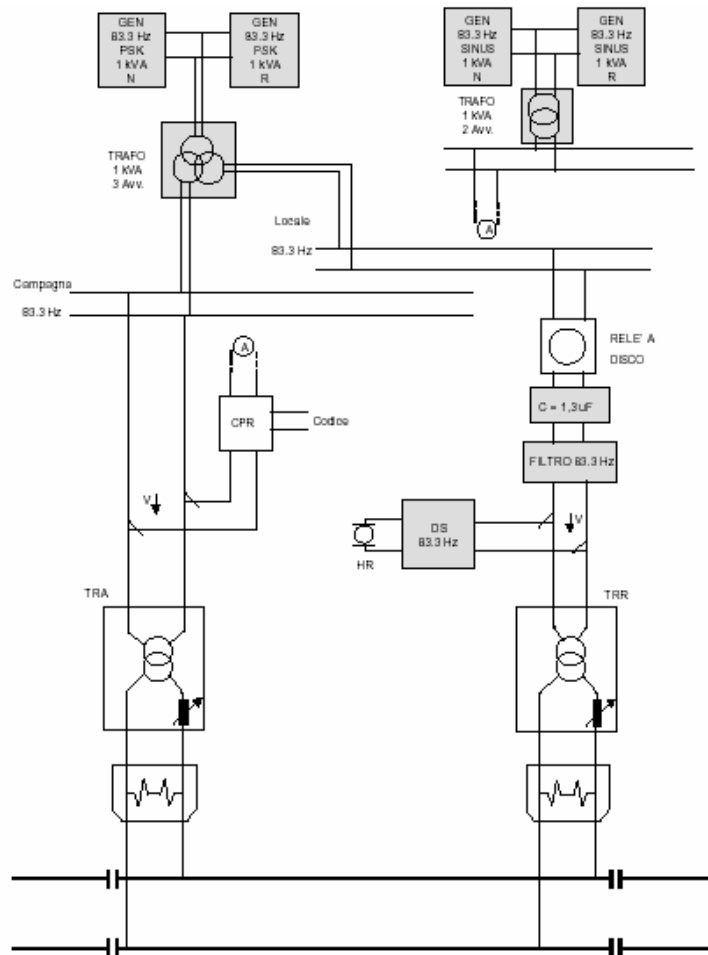 GEN
83.3 Hz
PSK
1 kVA
N
GEN
83.3 Hz
PSK
1 kVA
R
GEN
83.3 Hz
SINUS
1 kVA
N
GEN
83.3 Hz
SINUS
1 kVA
R
TRAFO
1 kVA
2 Avv.
TRAFO
1 kVA
3 Avv.
A
Locale
83.3 Hz
Campagna
83.3 Hz
A
RELE' A
DISCO
C = 1,3uF
CPR
Codice
FILTRO 83.3 Hz
V
V
DS
83.3 Hz
HR
TRA
TRR